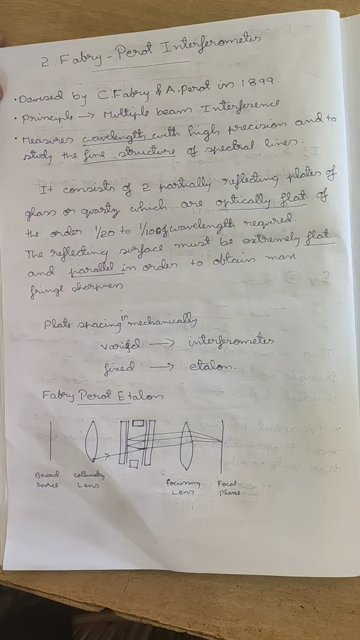 2. Fabry-Perot Interferometer
• Devised by C.Fabry & A.Perot in 1899.
• Principle → Multiple beam Interference
• Measures wavelength with high precision and to
study the fine structure of spectral lines.
It consists of 2 partially reflecting plates of
glass or quartz which are optically flat of
the order 1/20 to 1/100 of wavelength required.
The reflecting surface must be extremely flat
and parallel in order to obtain max
fringe sharpness
Plate spacing is mechanically
varied → interferometer
fixed → etalon.
Fabry Perot Etalon
Broad Source
collimating Lens
focussing Lens
Focal Plane